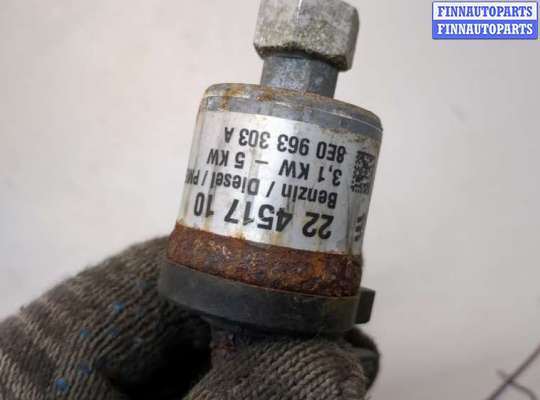 FINNAUTOPARTS
FINNAUTOPARTS
22 4517 10
Benzin / Diesel /
3,1 KW – 5 KW
8E0 963 303 A